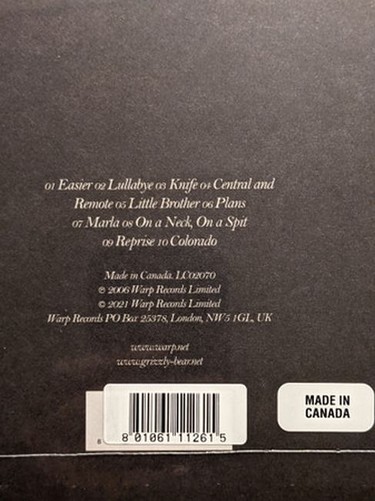 01 Easier 02 Lullabye 03 Knife 04 Central and
Remote 05 Little Brother 06 Plans
07 Marla 08 On a Neck, On a Spit
09 Reprise 10 Colorado
Made in Canada. LC02070
℗ 2006 Warp Records Limited
© 2021 Warp Records Limited
Warp Records PO Box 25378, London, NW5 1GL, UK
www.warp.net
www.grizzly-bear.net
8
8 01061 11261 5
MADE IN
CANADA